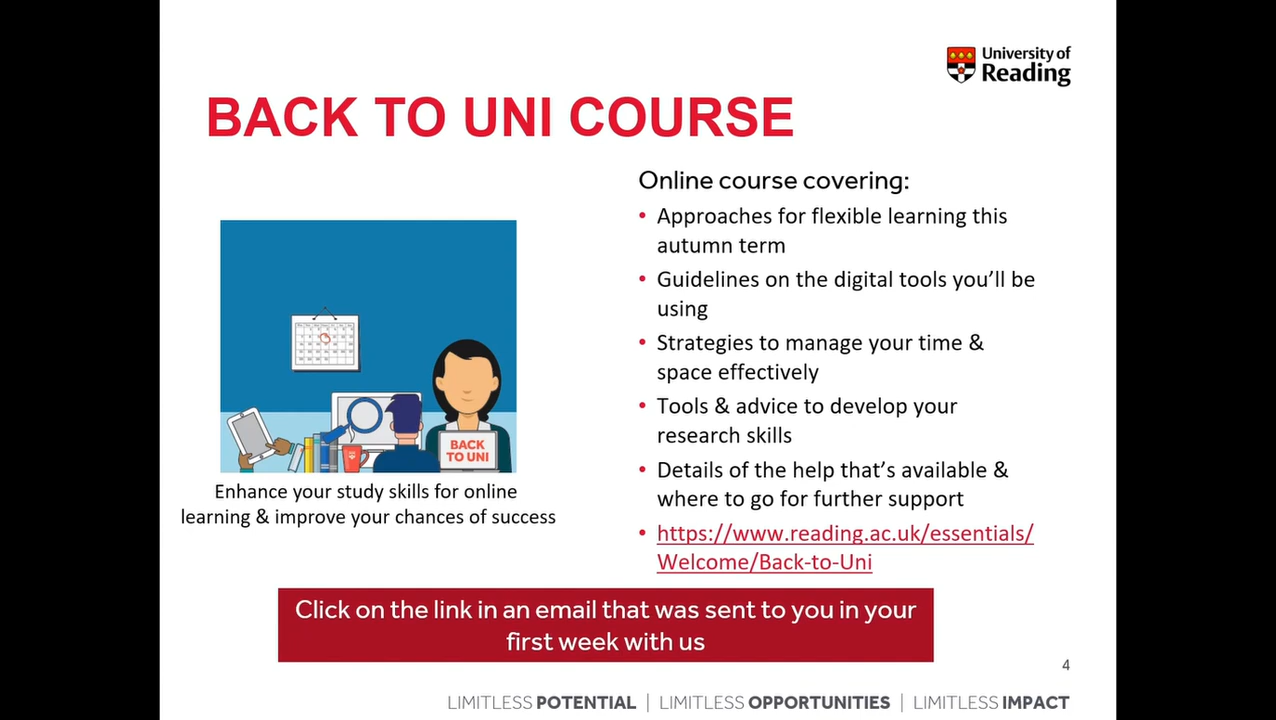 University of
Reading
BACK TO UNI COURSE
Online course covering:
• Approaches for flexible learning this
autumn term
• Guidelines on the digital tools you'll be
using
• Strategies to manage your time &
space effectively
• Tools & advice to develop your
research skills
• Details of the help that's available &
where to go for further support
• https://www.reading.ac.uk/essentials/
Welcome/Back-to-Uni
BACK
TO UNI
Enhance your study skills for online
learning & improve your chances of success
Click on the link in an email that was sent to you in your
first week with us
4
LIMITLESS POTENTIAL | LIMITLESS OPPORTUNITIES | LIMITLESS IMPACT